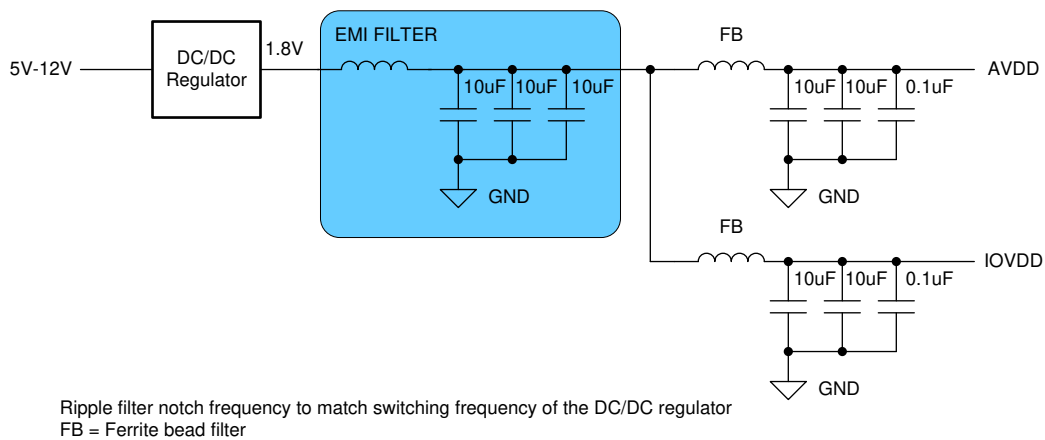 EMI FILTER
FB
5V-12V
DC/DC
Regulator
1.8V
AVDD
10uF 10uF 10uF
10uF 10uF 0.1uF
GND
GND
FB
IOVDD
10uF 10uF 0.1uF
GND
Ripple filter notch frequency to match switching frequency of the DC/DC regulator
FB = Ferrite bead filter